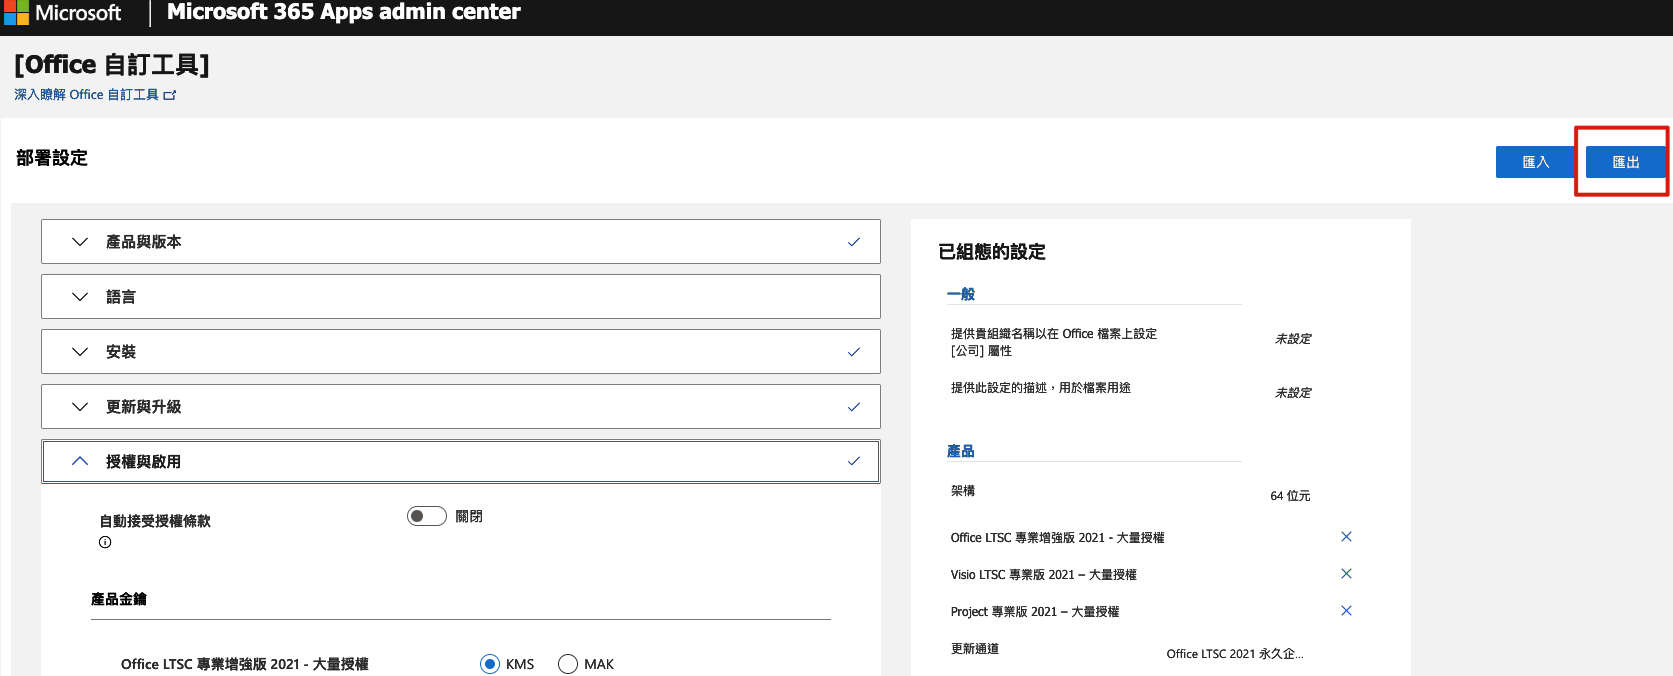 Microsoft
Microsoft 365 Apps admin center
[Office 自訂工具]
深入瞭解 Office 自訂工具
部署設定
匯入
匯出
產品與版本
語言
安裝
更新與升級
授權與啟用
自動接受授權條款
關閉
產品金鑰
Office LTSC 專業增強版 2021 - 大量授權
KMS
MAK
已組態的設定
一般
提供貴組織名稱以在 Office 檔案上設定
[公司] 屬性
未設定
提供此設定的描述，用於檔案用途
未設定
產品
架構
64 位元
Office LTSC 專業增強版 2021 - 大量授權
Visio LTSC 專業版 2021 – 大量授權
Project 專業版 2021 – 大量授權
更新通道
Office LTSC 2021 永久企...